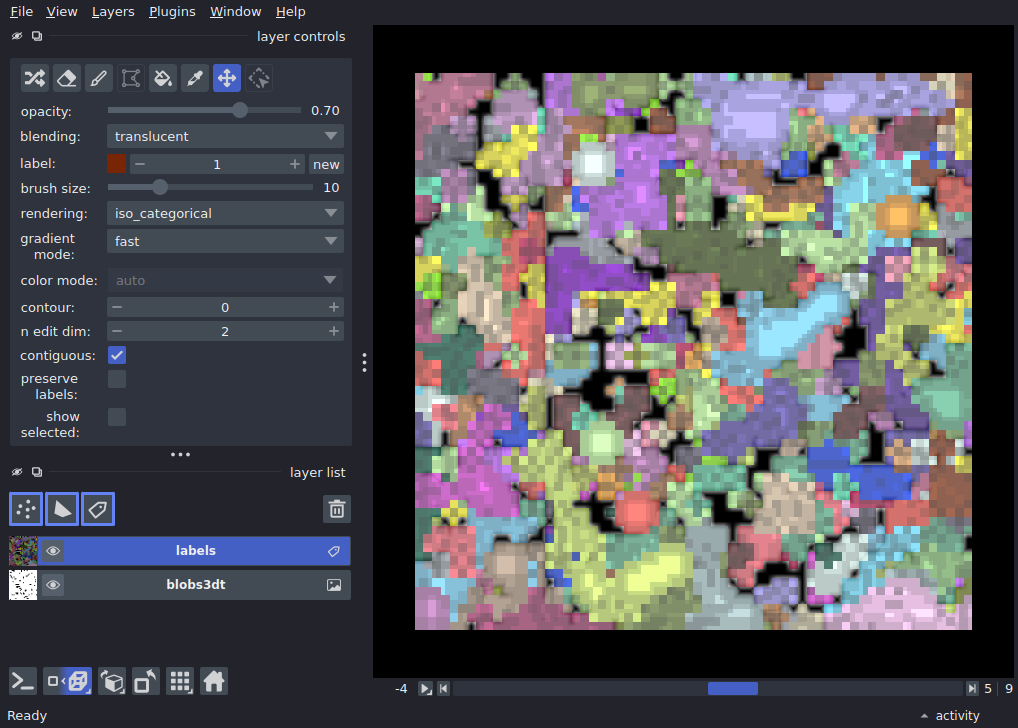 File View Layers Plugins Window Help
layer controls
opacity: 0.70
blending: translucent
label: − 1 + new
brush size: 10
rendering: iso_categorical
gradient
mode: fast
color mode: auto
contour: − 0 +
n edit dim: − 2 +
contiguous:
preserve
labels:
show
selected:
layer list
labels
blobs3dt
-4 5 9
Ready activity